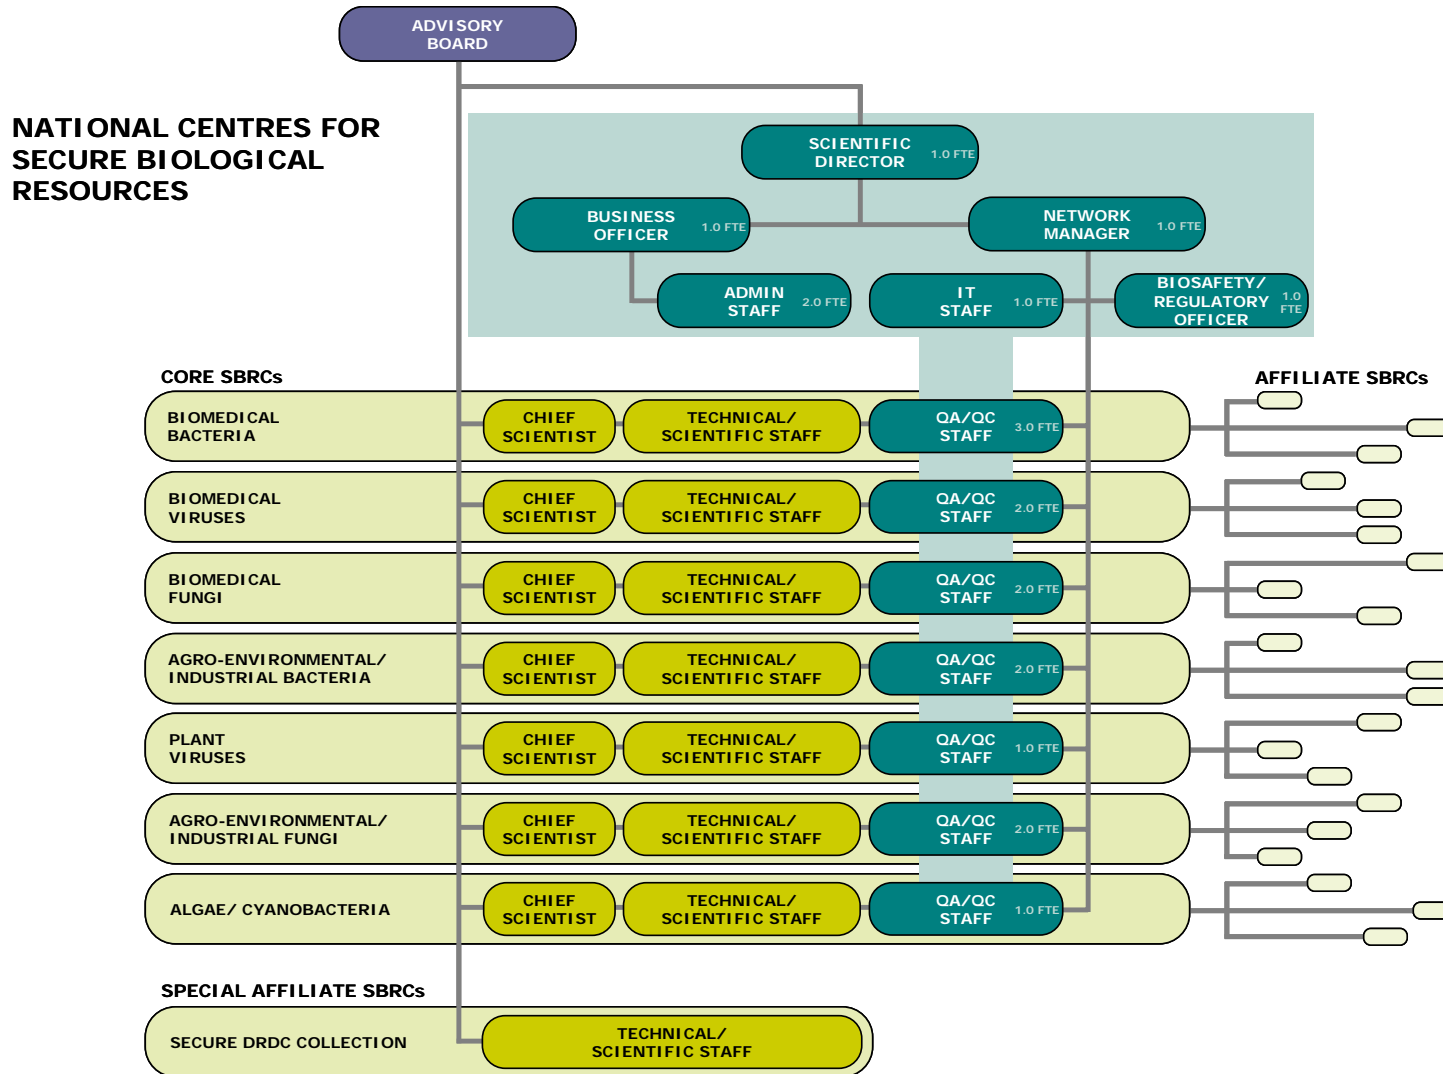 ADVISORY
BOARD
NATIONAL CENTRES FOR
SECURE BIOLOGICAL
RESOURCES
SCIENTIFIC
DIRECTOR
1.0 FTE
BUSINESS
OFFICER
1.0 FTE
NETWORK
MANAGER
1.0 FTE
ADMIN
STAFF
2.0 FTE
IT
STAFF
1.0 FTE
BIOSAFETY/
REGULATORY
OFFICER
1.0
FTE
CORE SBRCs
AFFILIATE SBRCs
BIOMEDICAL
BACTERIA
CHIEF
SCIENTIST
TECHNICAL/
SCIENTIFIC STAFF
QA/QC
STAFF
3.0 FTE
BIOMEDICAL
VIRUSES
CHIEF
SCIENTIST
TECHNICAL/
SCIENTIFIC STAFF
QA/QC
STAFF
2.0 FTE
BIOMEDICAL
FUNGI
CHIEF
SCIENTIST
TECHNICAL/
SCIENTIFIC STAFF
QA/QC
STAFF
2.0 FTE
AGRO-ENVIRONMENTAL/
INDUSTRIAL BACTERIA
CHIEF
SCIENTIST
TECHNICAL/
SCIENTIFIC STAFF
QA/QC
STAFF
2.0 FTE
PLANT
VIRUSES
CHIEF
SCIENTIST
TECHNICAL/
SCIENTIFIC STAFF
QA/QC
STAFF
1.0 FTE
AGRO-ENVIRONMENTAL/
INDUSTRIAL FUNGI
CHIEF
SCIENTIST
TECHNICAL/
SCIENTIFIC STAFF
QA/QC
STAFF
2.0 FTE
ALGAE/ CYANOBACTERIA
CHIEF
SCIENTIST
TECHNICAL/
SCIENTIFIC STAFF
QA/QC
STAFF
1.0 FTE
SPECIAL AFFILIATE SBRCs
SECURE DRDC COLLECTION
TECHNICAL/
SCIENTIFIC STAFF